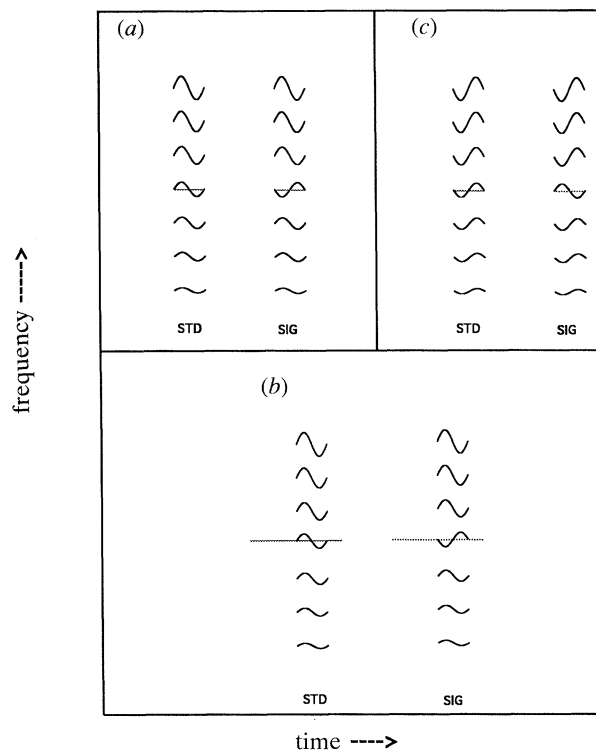 (a)
(c)
STD SIG
STD SIG
frequency ----->
(b)
STD SIG
time ---->